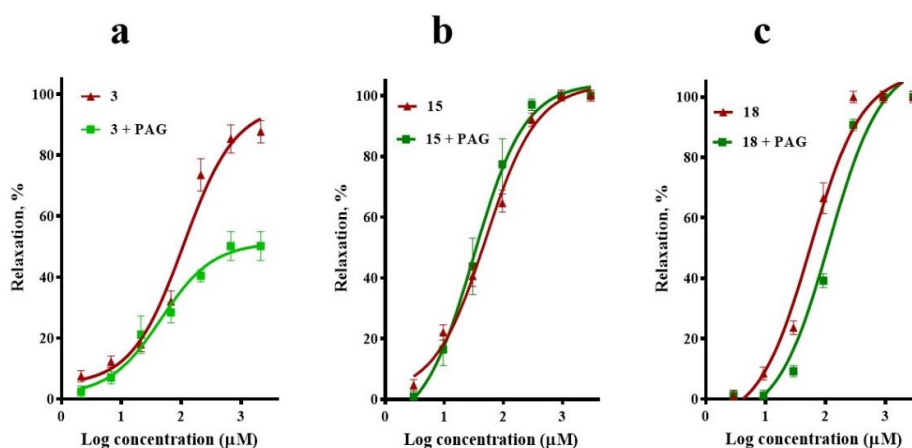 a
b
c
3
3 + PAG
15
15 + PAG
18
18 + PAG
Relaxation, %
100
80
60
40
20
0
0
1
2
3
Log concentration (µM)
Relaxation, %
100
80
60
40
20
0
0
1
2
3
Log concentration (µM)
Relaxation, %
100
80
60
40
20
0
0
1
2
3
Log concentration (µM)